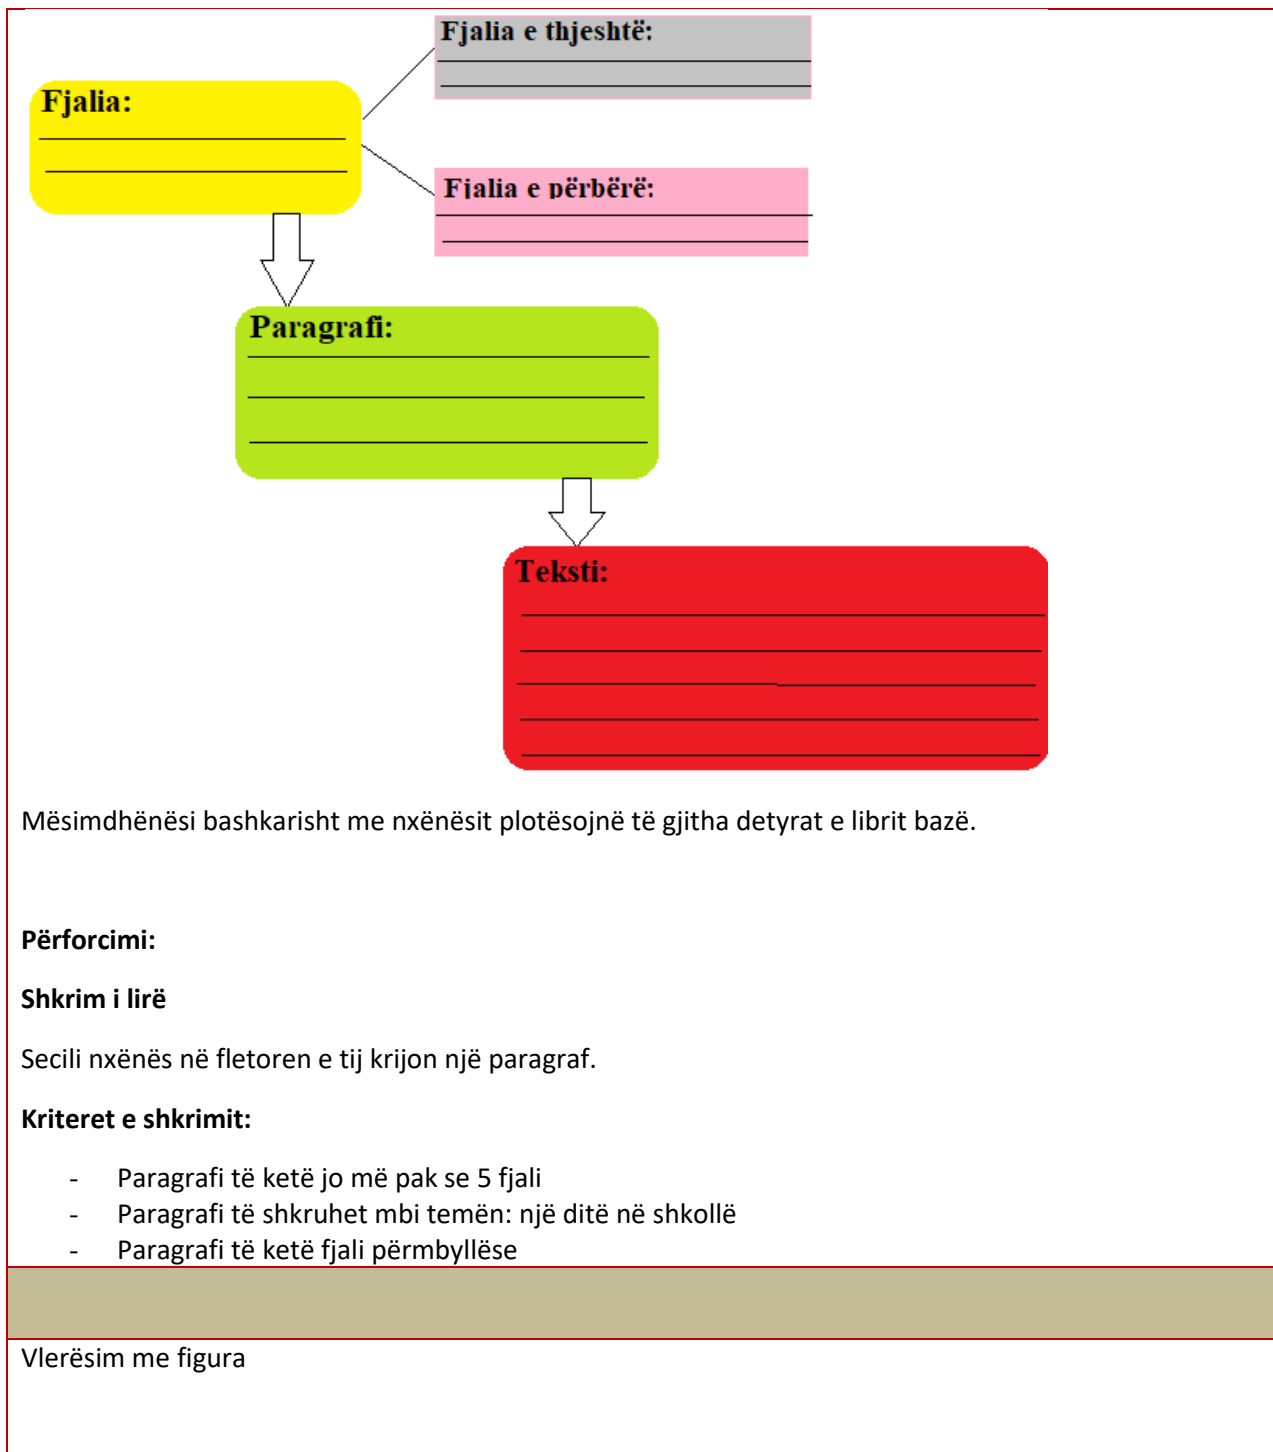 Fjalia e thjeshtë:
Fjalia:
Fjalia e përbërë:
Paragrafi:
Teksti:
Mësimdhënësi bashkarisht me nxënësit plotësojnë të gjitha detyrat e librit bazë.
Përforcimi:
Shkrim i lirë
Secili nxënës në fletoren e tij krijon një paragraf.
Kriteret e shkrimit:
- Paragrafi të ketë jo më pak se 5 fjali
- Paragrafi të shkruhet mbi temën: një ditë në shkollë
- Paragrafi të ketë fjali përmbyllëse
Vlerësim me figura